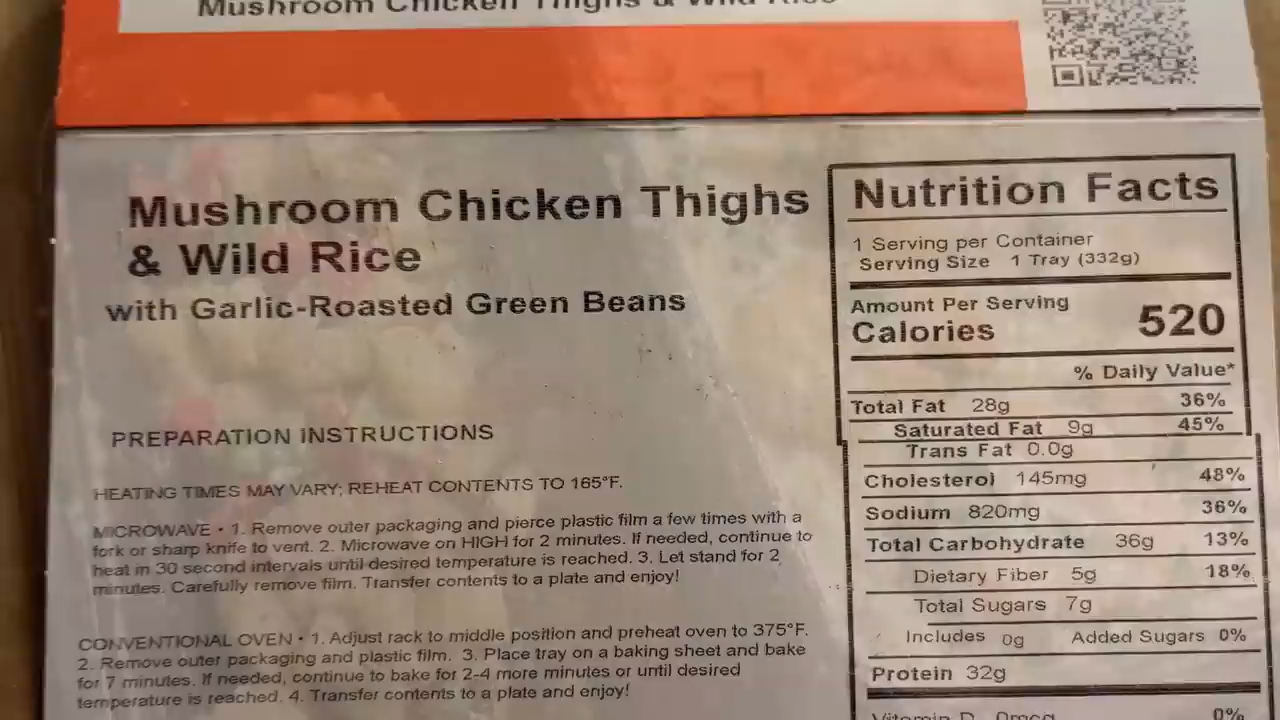 Mushroom Chicken Thighs & Wild Rice
Mushroom Chicken Thighs
& Wild Rice
with Garlic-Roasted Green Beans
PREPARATION INSTRUCTIONS
HEATING TIMES MAY VARY; REHEAT CONTENTS TO 165°F.
MICROWAVE • 1. Remove outer packaging and pierce plastic film a few times with a
fork or sharp knife to vent. 2. Microwave on HIGH for 2 minutes. If needed, continue to
heat in 30 second intervals until desired temperature is reached. 3. Let stand for 2
minutes. Carefully remove film. Transfer contents to a plate and enjoy!
CONVENTIONAL OVEN • 1. Adjust rack to middle position and preheat oven to 375°F.
2. Remove outer packaging and plastic film. 3. Place tray on a baking sheet and bake
for 7 minutes. If needed, continue to bake for 2-4 more minutes or until desired
temperature is reached. 4. Transfer contents to a plate and enjoy!
Nutrition Facts
1 Serving per Container
Serving Size 1 Tray (332g)
Amount Per Serving
Calories 520
% Daily Value*
Total Fat 28g 36%
Saturated Fat 9g 45%
Trans Fat 0.0g
Cholesterol 145mg 48%
Sodium 820mg 36%
Total Carbohydrate 36g 13%
Dietary Fiber 5g 18%
Total Sugars 7g
Includes 0g Added Sugars 0%
Protein 32g
Vitamin D 0mcg 0%